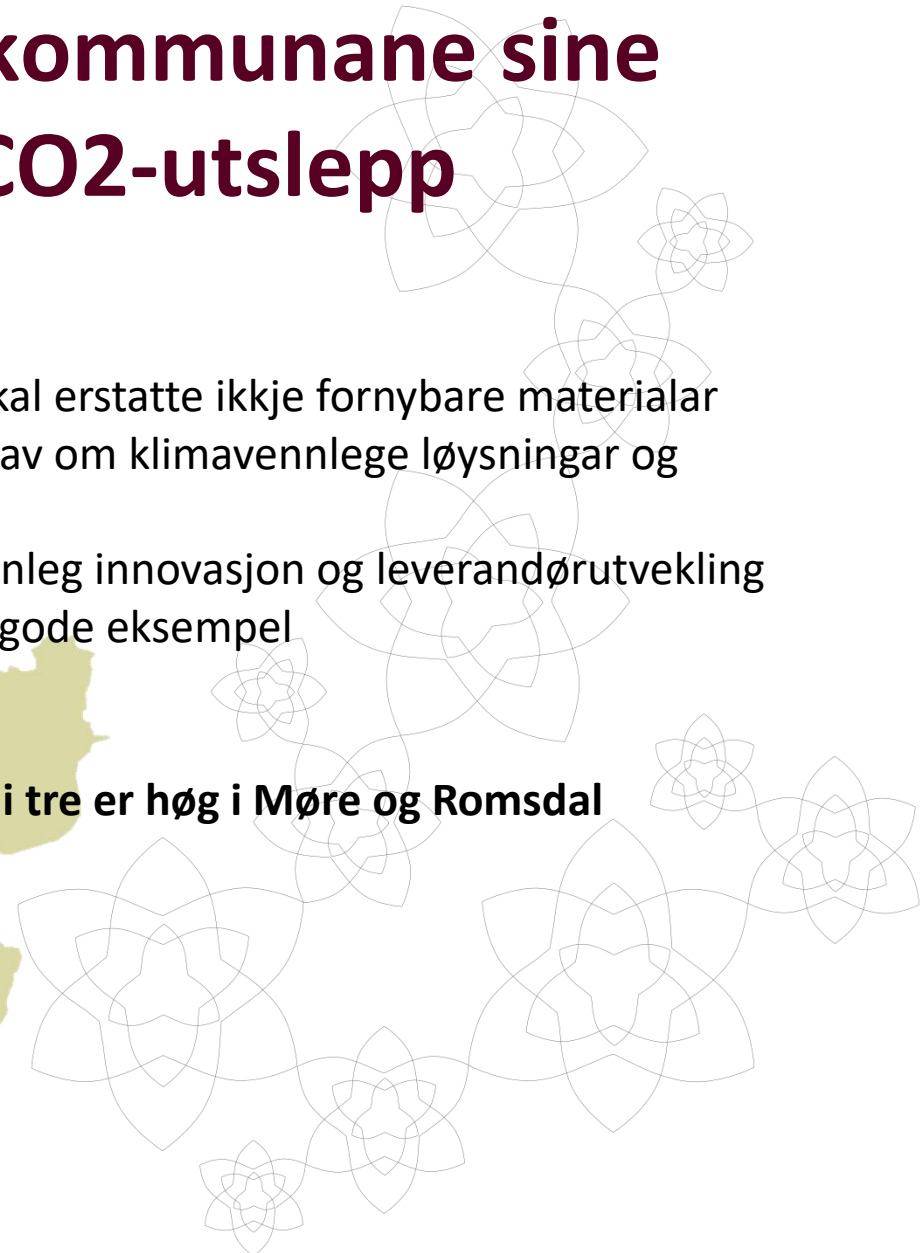 kommunane sine
CO2-utslepp
kal erstatte ikkje fornybare materialar
av om klimavennlege løysningar og
nleg innovasjon og leverandørutvekling
gode eksempel
i tre er høg i Møre og Romsdal